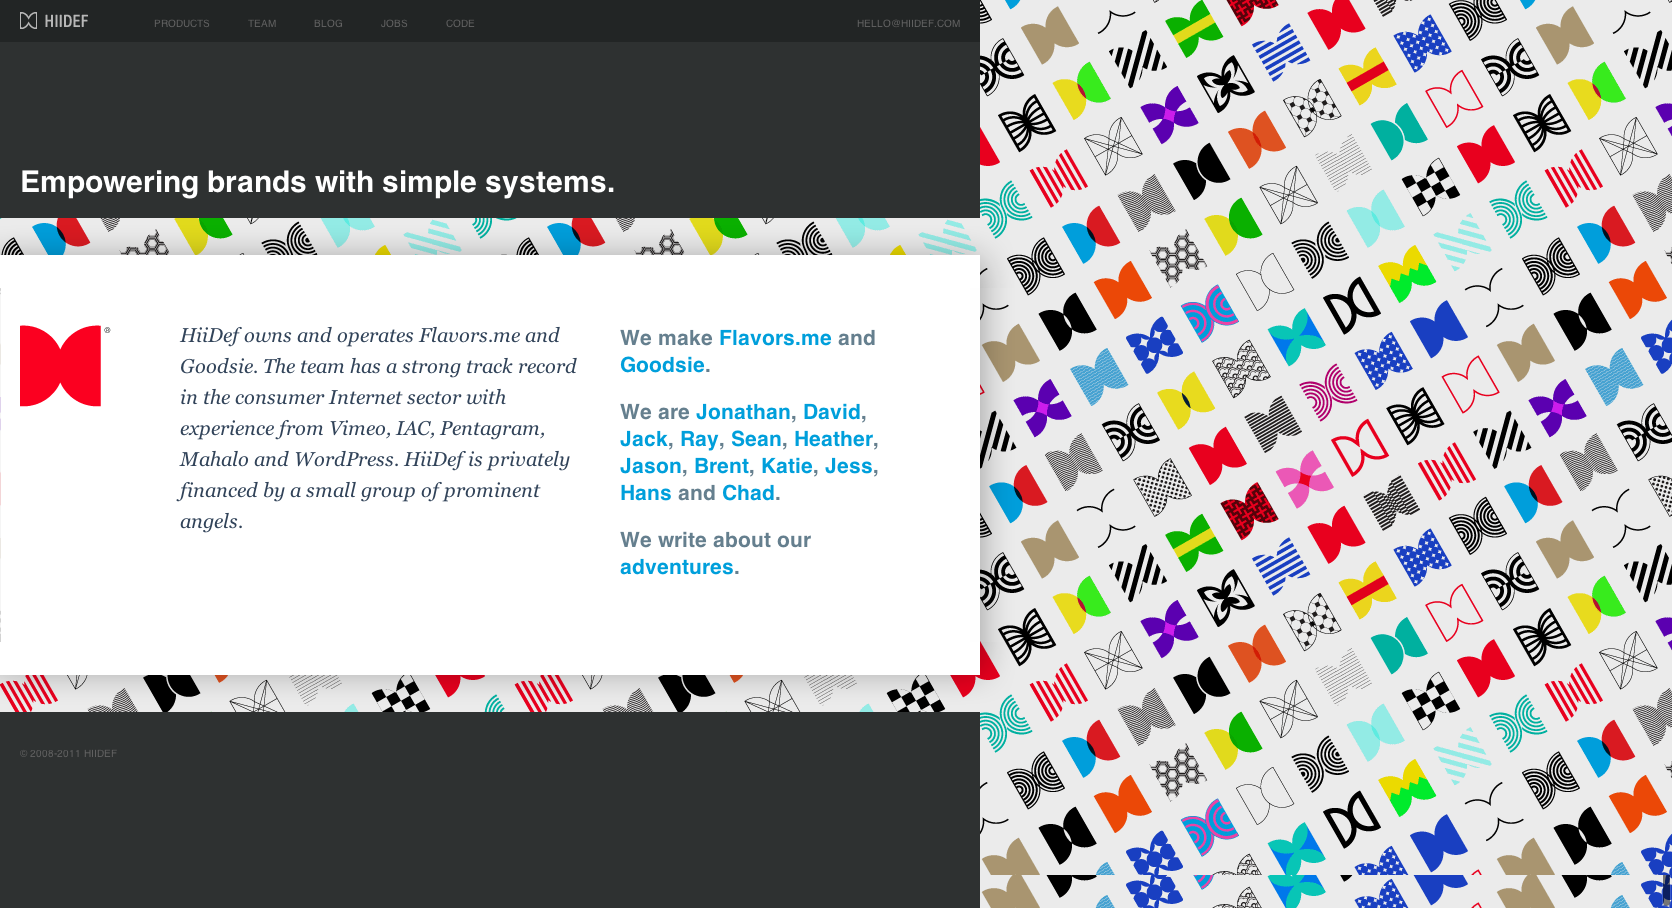 HIIDEF
PRODUCTS
TEAM
BLOG
JOBS
CODE
HELLO@HIIDEF.COM
Empowering brands with simple systems.
®
HiiDef owns and operates Flavors.me and
Goodsie. The team has a strong track record
in the consumer Internet sector with
experience from Vimeo, IAC, Pentagram,
Mahalo and WordPress. HiiDef is privately
financed by a small group of prominent
angels.
We make Flavors.me and
Goodsie.
We are Jonathan, David,
Jack, Ray, Sean, Heather,
Jason, Brent, Katie, Jess,
Hans and Chad.
We write about our
adventures.
© 2008-2011 HIIDEF